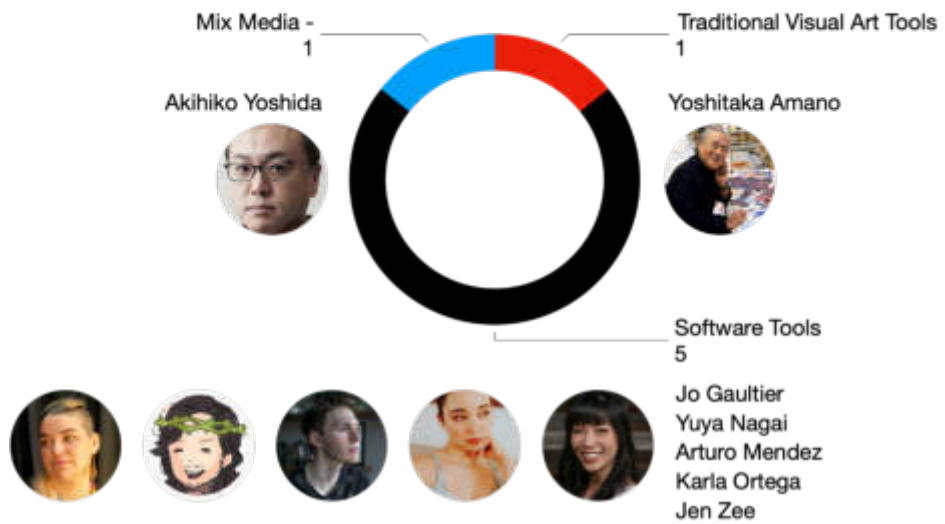 Mix Media -
1
Traditional Visual Art Tools
1
Akihiko Yoshida
Yoshitaka Amano
Software Tools
5
Jo Gaultier
Yuya Nagai
Arturo Mendez
Karla Ortega
Jen Zee